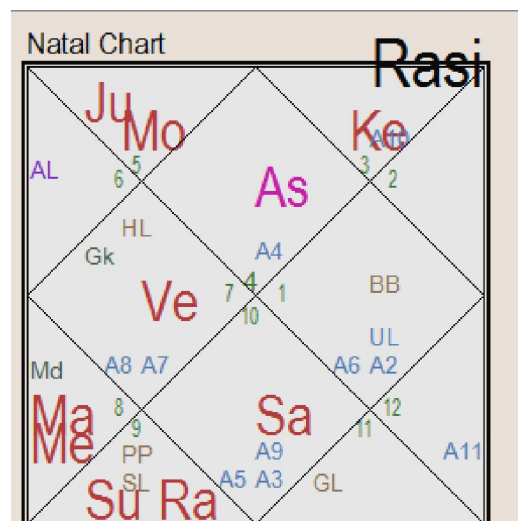 Natal Chart
Rasi
Ju
Mo
Ke
A10
5
3
AL
6
2
As
HL
A4
Gk
4
BB
Ve
7
1
10
UL
Md
A8 A7
A6 A2
Ma
8
Sa
12
9
11
Me
PP
A9
A11
SL
A5 A3
GL
Su Ra